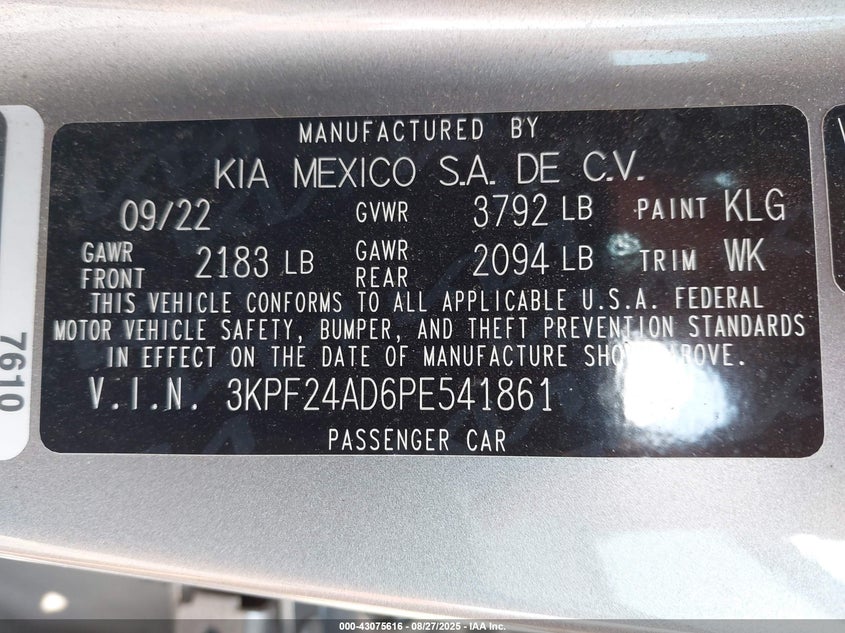 MANUFACTURED BY
KIA MEXICO S.A. DE C.V.
09/22 GVWR 3792 LB PAINT KLG
GAWR FRONT 2183 LB GAWR REAR 2094 LB TRIM WK
THIS VEHICLE CONFORMS TO ALL APPLICABLE U.S.A. FEDERAL
MOTOR VEHICLE SAFETY, BUMPER, AND THEFT PREVENTION STANDARDS
IN EFFECT ON THE DATE OF MANUFACTURE SHOWN ABOVE.
V.I.N. 3KPF24AD6PE541861
PASSENGER CAR
7610
000-43075616 - 08/27/2025 - IAA Inc.